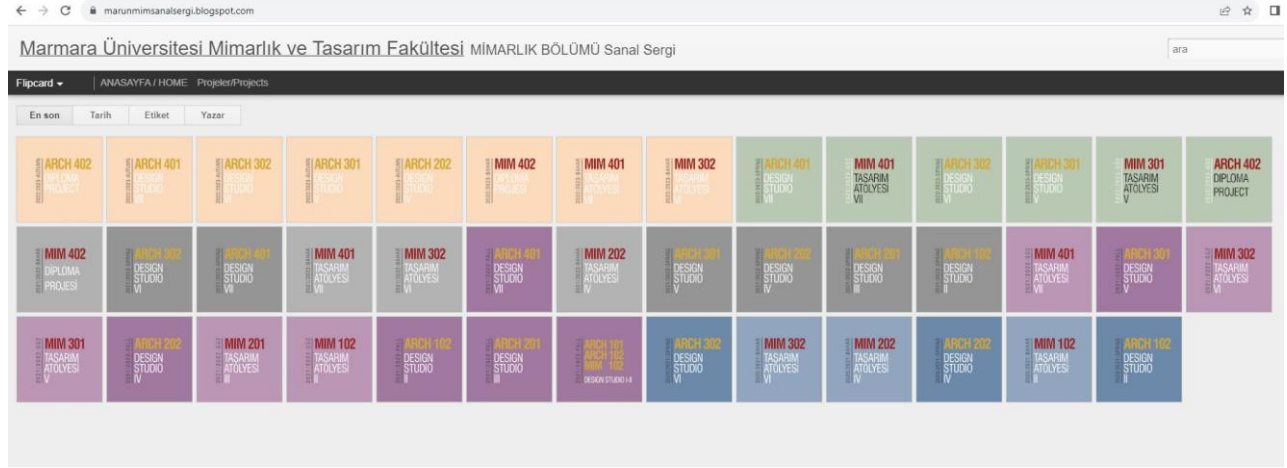 marunmimsanalsergi.blogspot.com
Marmara Üniversitesi Mimarlık ve Tasarım Fakültesi MİMARLIK BÖLÜMÜ Sanal Sergi
ara
Flipcard
ANASAYFA / HOME Projeler/Projects
En son Tarih Etiket Yazar
ARCH 402
DIPLOMA
PROJECT
ARCH 401
DESIGN
STUDIO
VII
ARCH 302
DESIGN
STUDIO
VI
ARCH 301
DESIGN
STUDIO
V
ARCH 202
DESIGN
STUDIO
MIM 402
DİPLOMA
PROJESİ
MIM 401
TASARIM
ATÖLYESİ
VII
MIM 302
TASARIM
ATÖLYESİ
VI
ARCH 401
DESIGN
STUDIO
VII
MIM 401
TASARIM
ATÖLYESİ
VII
ARCH 302
DESIGN
STUDIO
VI
ARCH 301
DESIGN
STUDIO
V
MIM 301
TASARIM
ATÖLYESİ
V
ARCH 402
DIPLOMA
PROJECT
MIM 402
DİPLOMA
PROJESİ
ARCH 302
DESIGN
STUDIO
VI
ARCH 401
DESIGN
STUDIO
VII
MIM 401
TASARIM
ATÖLYESİ
VII
MIM 302
TASARIM
ATÖLYESİ
VI
ARCH 401
DESIGN
STUDIO
VII
MIM 202
TASARIM
ATÖLYESİ
IV
ARCH 301
DESIGN
STUDIO
V
ARCH 202
DESIGN
STUDIO
IV
ARCH 201
DESIGN
STUDIO
III
ARCH 102
DESIGN
STUDIO
II
MIM 401
TASARIM
ATÖLYESİ
VII
ARCH 301
DESIGN
STUDIO
V
MIM 302
TASARIM
ATÖLYESİ
VI
MIM 301
TASARIM
ATÖLYESİ
V
ARCH 202
DESIGN
STUDIO
IV
MIM 201
TASARIM
ATÖLYESİ
III
MIM 102
TASARIM
ATÖLYESİ
II
ARCH 102
DESIGN
STUDIO
II
ARCH 201
DESIGN
STUDIO
III
ARCH 101
ARCH 102
MIM 102
DESIGN STUDIO I-II
ARCH 302
DESIGN
STUDIO
VI
MIM 302
TASARIM
ATÖLYESİ
VI
MIM 202
TASARIM
ATÖLYESİ
IV
ARCH 202
DESIGN
STUDIO
IV
MIM 102
TASARIM
ATÖLYESİ
II
ARCH 102
DESIGN
STUDIO
II